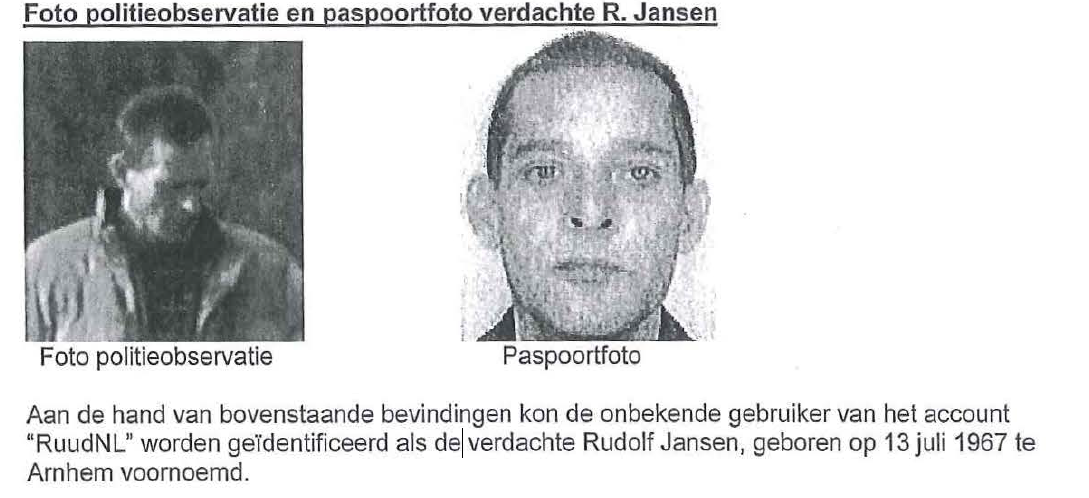 Foto politieobservatie en paspoortfoto verdachte R. Jansen
Foto politieobservatie
Paspoortfoto
Aan de hand van bovenstaande bevindingen kon de onbekende gebruiker van het account
“RuudNL” worden geïdentificeerd als de verdachte Rudolf Jansen, geboren op 13 juli 1967 te
Arnhem voornoemd.